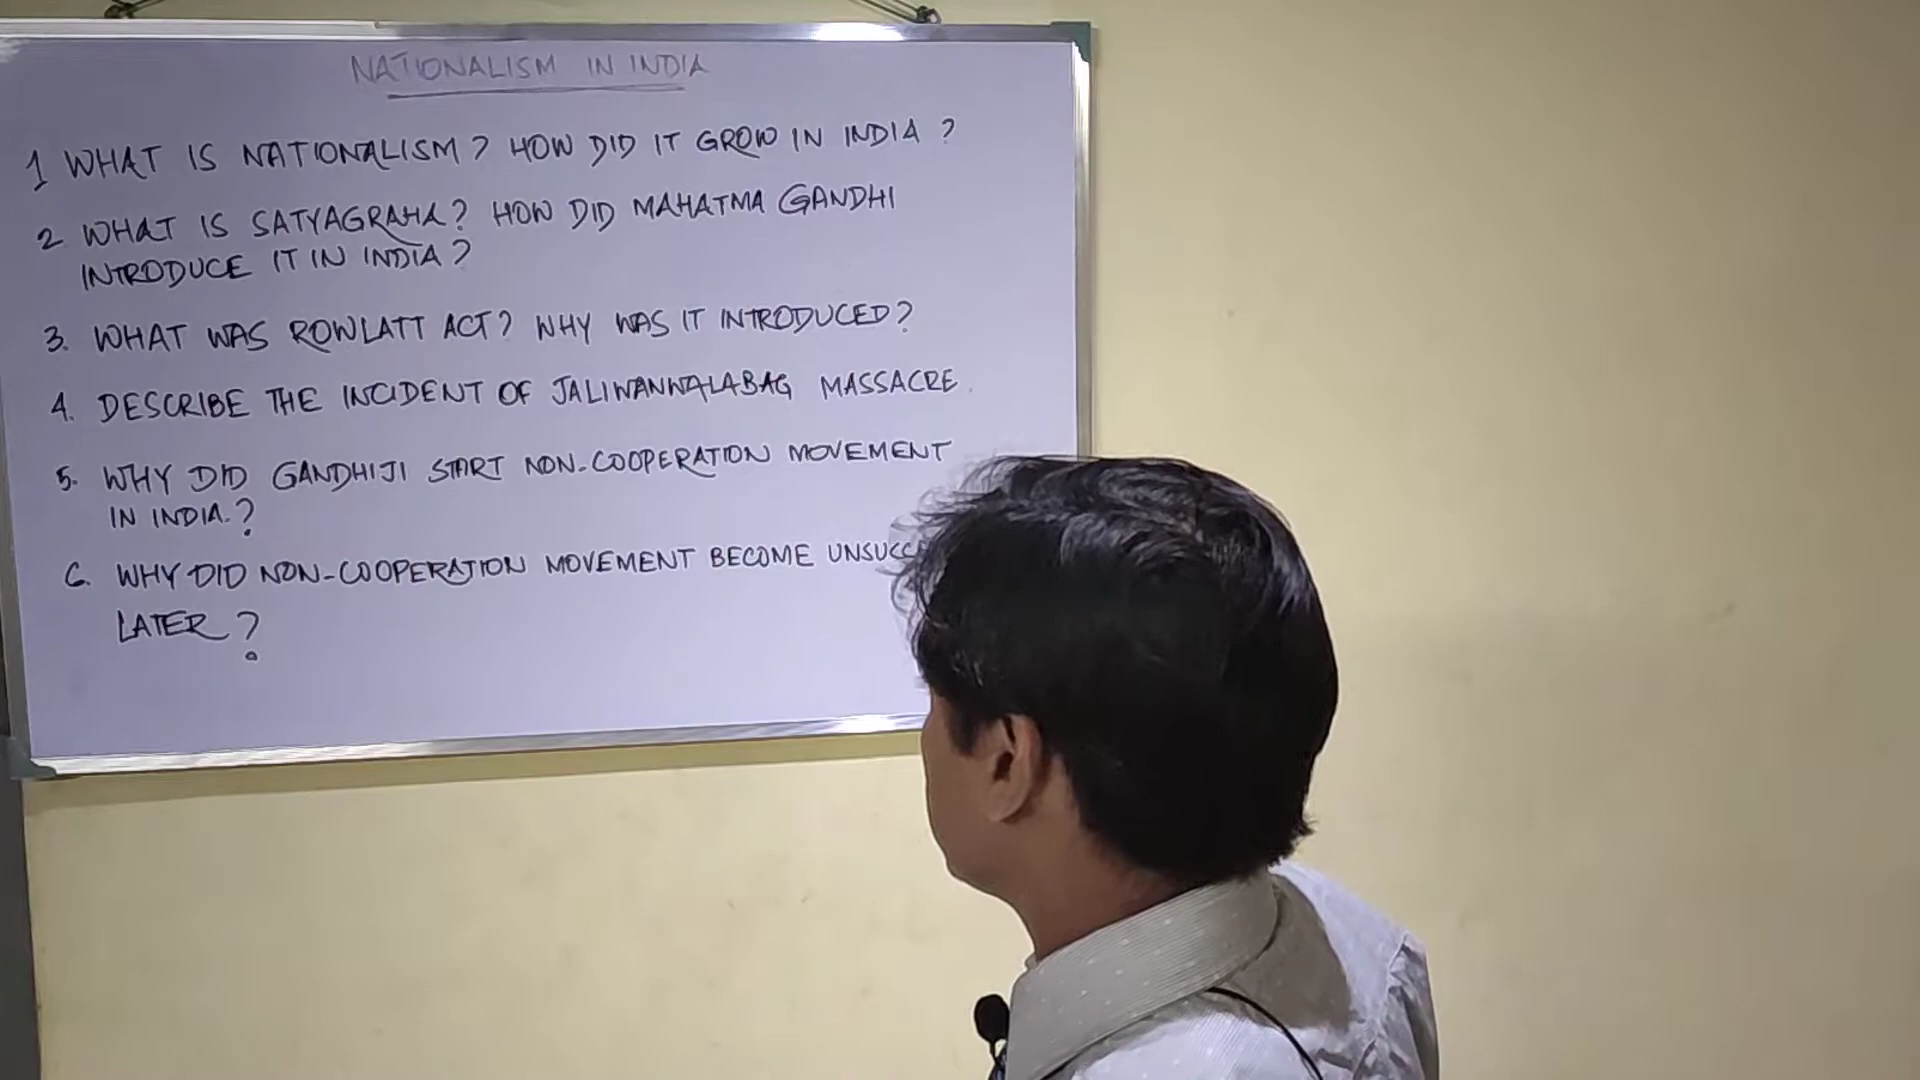 NATIONALISM IN INDIA
1 WHAT IS NATIONALISM? HOW DID IT GROW IN INDIA ?
2 WHAT IS SATYAGRAHA? HOW DID MAHATMA GANDHI
INTRODUCE IT IN INDIA?
3. WHAT WAS ROWLATT ACT? WHY WAS IT INTRODUCED?
4. DESCRIBE THE INCIDENT OF JALIWANWALABAG MASSACRE.
5. WHY DID GANDHIJI START NON-COOPERATION MOVEMENT
IN INDIA.?
6. WHY DID NON-COOPERATION MOVEMENT BECOME
LATER?